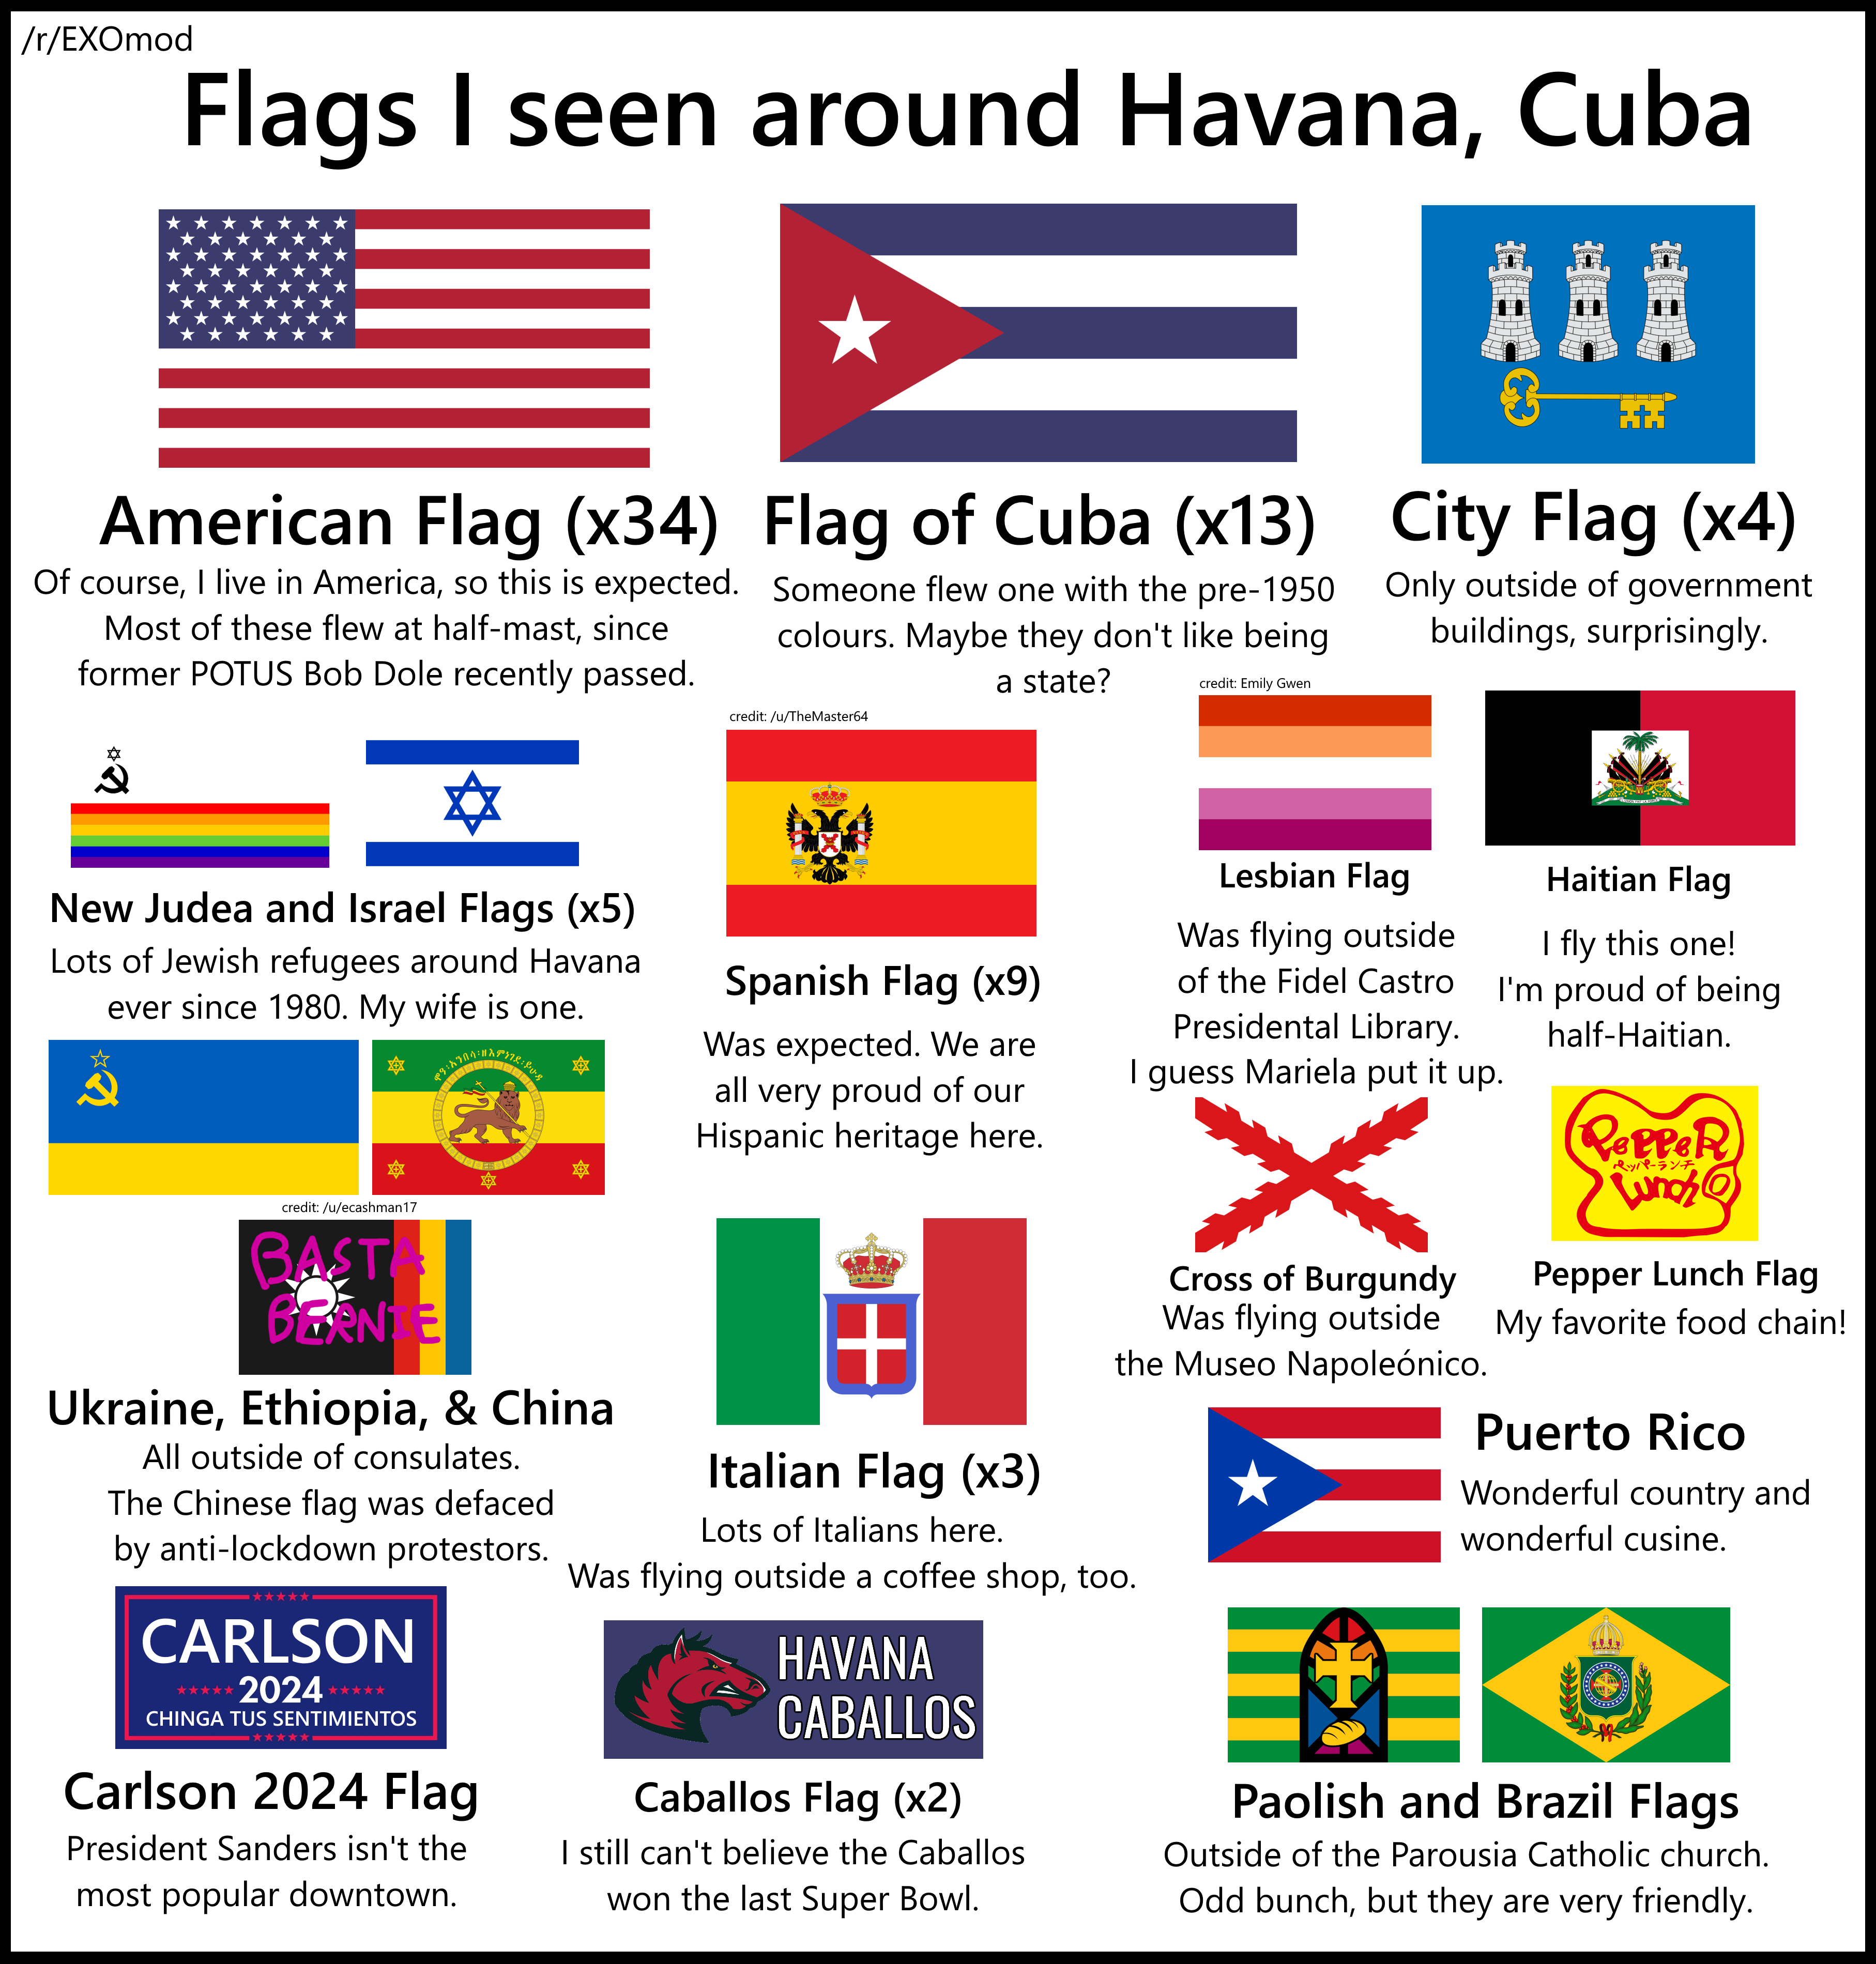 /r/EXOmod
Flags I seen around Havana, Cuba
American Flag (x34)
Of course, I live in America, so this is expected.
Most of these flew at half-mast, since
former POTUS Bob Dole recently passed.
Flag of Cuba (x13)
Someone flew one with the pre-1950
colours. Maybe they don't like being
a state?
City Flag (x4)
Only outside of government
buildings, surprisingly.
New Judea and Israel Flags (x5)
Lots of Jewish refugees around Havana
ever since 1980. My wife is one.
credit: /u/TheMaster64
Spanish Flag (x9)
Was expected. We are
all very proud of our
Hispanic heritage here.
credit: Emily Gwen
Lesbian Flag
Was flying outside
of the Fidel Castro
Presidental Library.
I guess Mariela put it up.
Haitian Flag
I fly this one!
I'm proud of being
half-Haitian.
credit: /u/ecashman17
BASTA
BERNIE
Ukraine, Ethiopia, & China
All outside of consulates.
The Chinese flag was defaced
by anti-lockdown protestors.
Italian Flag (x3)
Lots of Italians here.
Was flying outside a coffee shop, too.
Cross of Burgundy
Was flying outside
the Museo Napoleónico.
PePPeR
ペッパーランチ
Lunch
Pepper Lunch Flag
My favorite food chain!
Puerto Rico
Wonderful country and
wonderful cusine.
CARLSON
2024
CHINGA TUS SENTIMIENTOS
Carlson 2024 Flag
President Sanders isn't the
most popular downtown.
HAVANA
CABALLOS
Caballos Flag (x2)
I still can't believe the Caballos
won the last Super Bowl.
Paolish and Brazil Flags
Outside of the Parousia Catholic church.
Odd bunch, but they are very friendly.